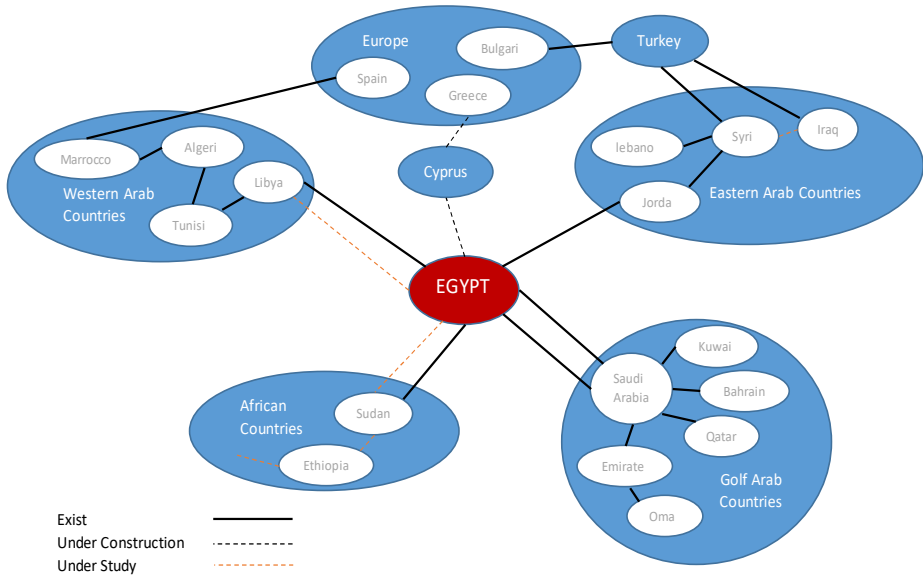 Europe
Bulgari
Turkey
Spain
Greece
Marrocco
Algeri
Libya
Tunisi
Western Arab
Countries
Cyprus
lebano
Syri
Iraq
Jorda
Eastern Arab Countries
EGYPT
African
Countries
Sudan
Ethiopia
Saudi
Arabia
Kuwai
Bahrain
Qatar
Emirate
Oma
Golf Arab
Countries
Exist
Under Construction
Under Study